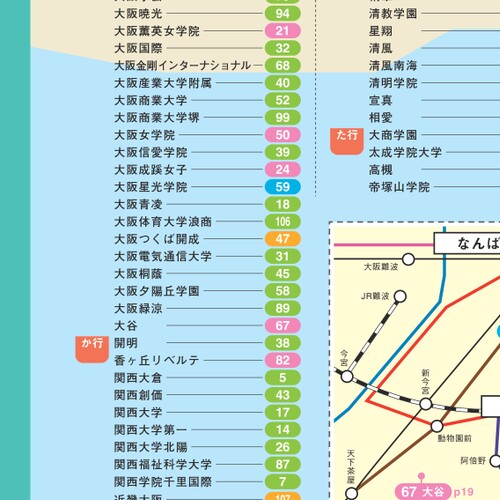 大阪暁光 94
大阪薫英女学院 21
大阪国際 32
大阪金剛インターナショナル 68
大阪産業大学附属 40
大阪商業大学 52
大阪商業大学堺 99
大阪女学院 50
大阪信愛学院 39
大阪成蹊女子 24
大阪星光学院 59
大阪青凌 18
大阪体育大学浪商 106
大阪つくば開成 47
大阪電気通信大学 31
大阪桐蔭 45
大阪夕陽丘学園 58
大阪緑涼 89
大谷 67
か行
開明 38
香ヶ丘リベルテ 82
関西大倉 5
関西創価 43
関西大学 17
関西大学第一 14
関西大学北陽 26
関西福祉科学大学 87
関西学院千里国際 7
近畿大阪 107
清教学園
星翔
清風
清風南海
清明学院
宣真
相愛
た行
大商学園
太成学院大学
高槻
帝塚山学院
なんば
大阪難波
JR難波
今宮
新今宮
動物園前
天下茶屋
阿倍野
67 大谷 p19